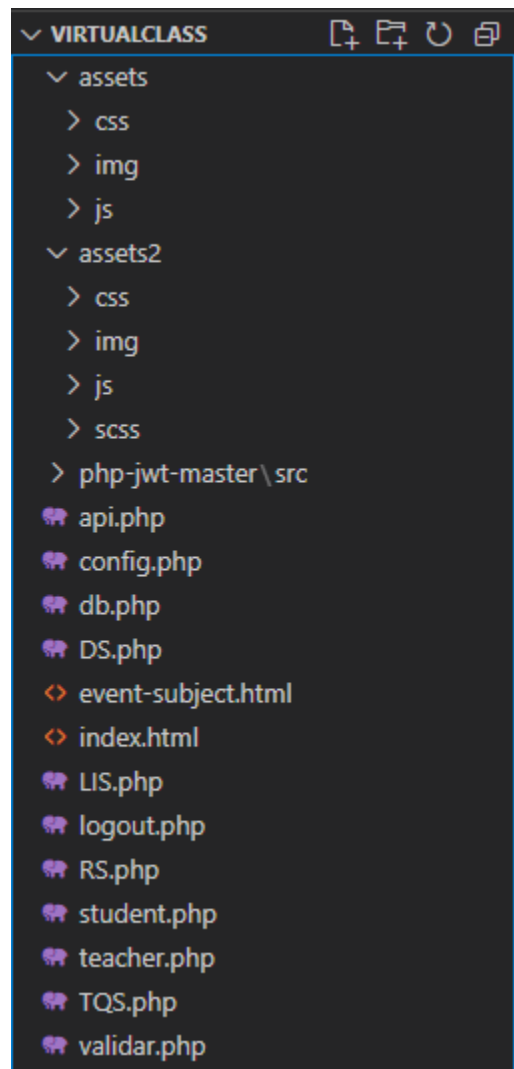 VIRTUALCLASS
assets
css
img
js
assets2
css
img
js
scss
php-jwt-master\src
api.php
config.php
db.php
DS.php
event-subject.html
index.html
LIS.php
logout.php
RS.php
student.php
teacher.php
TQS.php
validar.php